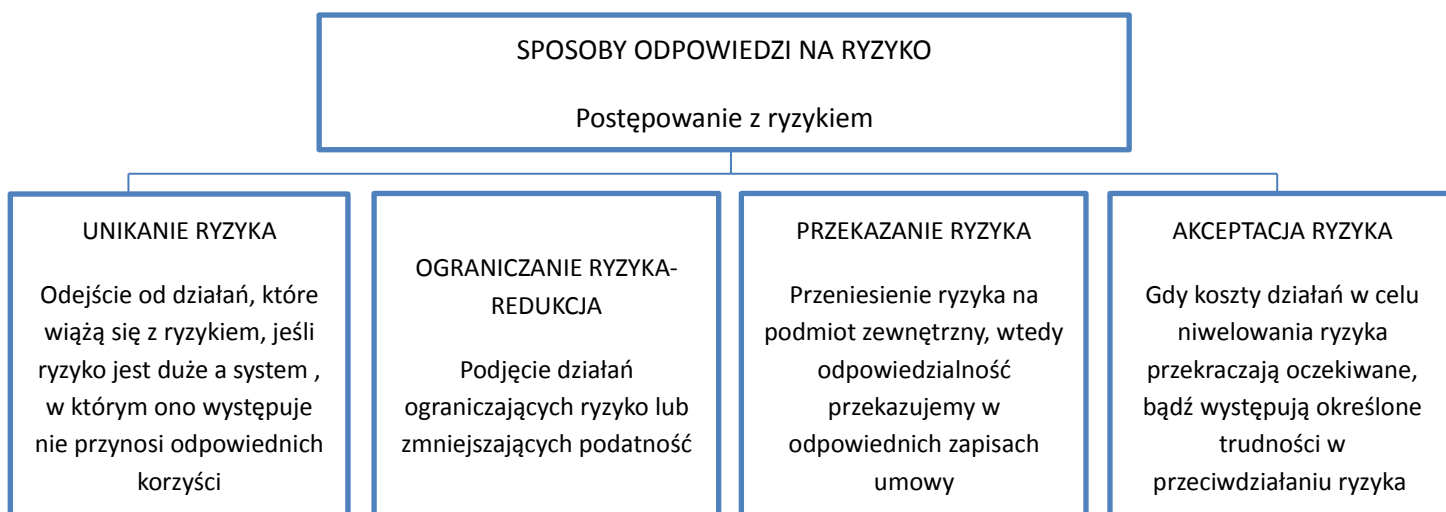 SPOSOBY ODPOWIEDZI NA RYZYKO
Postępowanie z ryzykiem
UNIKANIE RYZYKA
Odejście od działań, które
wiążą się z ryzykiem, jeśli
ryzyko jest duże a system ,
w którym ono występuje
nie przynosi odpowiednich
korzyści
OGRANICZANIE RYZYKA-
REDUKCJA
Podjęcie działań
ograniczających ryzyko lub
zmniejszających podatność
PRZEKAZANIE RYZYKA
Przeniesienie ryzyka na
podmiot zewnętrzny, wtedy
odpowiedzialność
przekazujemy w
odpowiednich zapisach
umowy
AKCEPTACJA RYZYKA
Gdy koszty działań w celu
niwelowania ryzyka
przekraczają oczekiwane,
bądź występują określone
trudności w
przeciwdziałaniu ryzyka